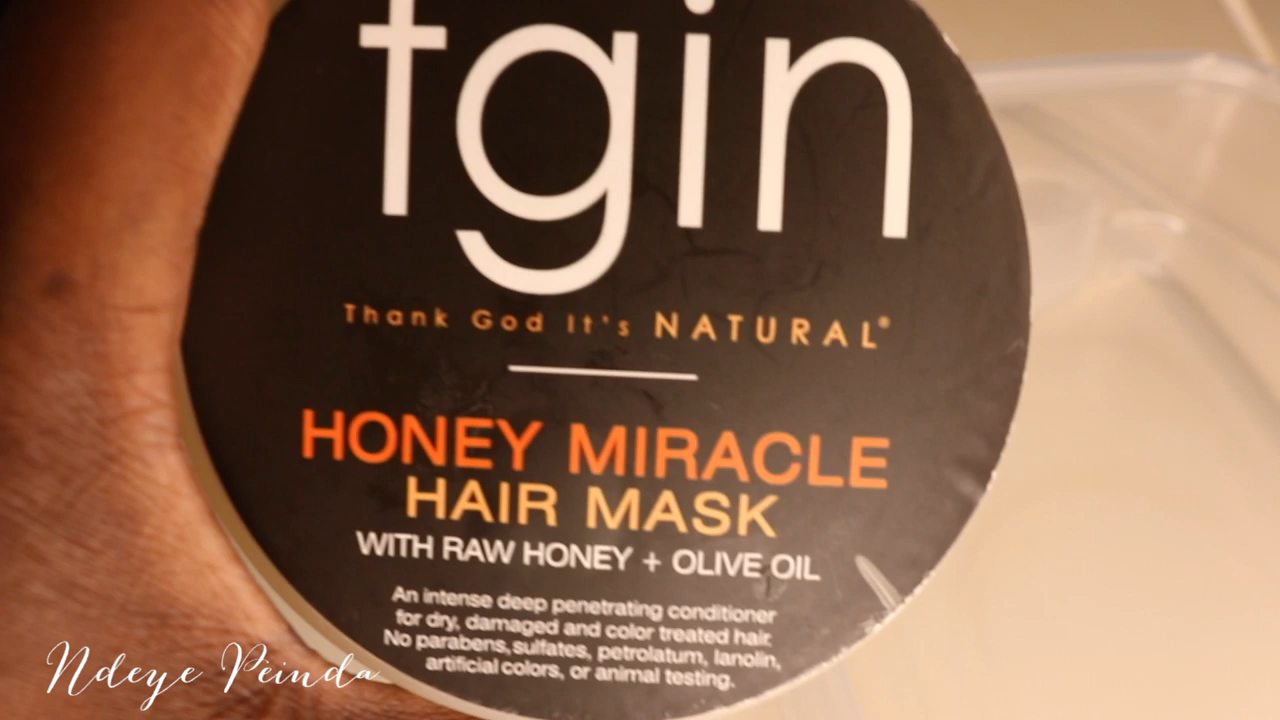 tgin
Thank God It's NATURAL®
HONEY MIRACLE
HAIR MASK
WITH RAW HONEY + OLIVE OIL
An intense deep penetrating conditioner
for dry, damaged and color treated hair.
No parabens, sulfates, petrolatum, lanolin,
artificial colors, or animal testing.
Ndeye Pèinda